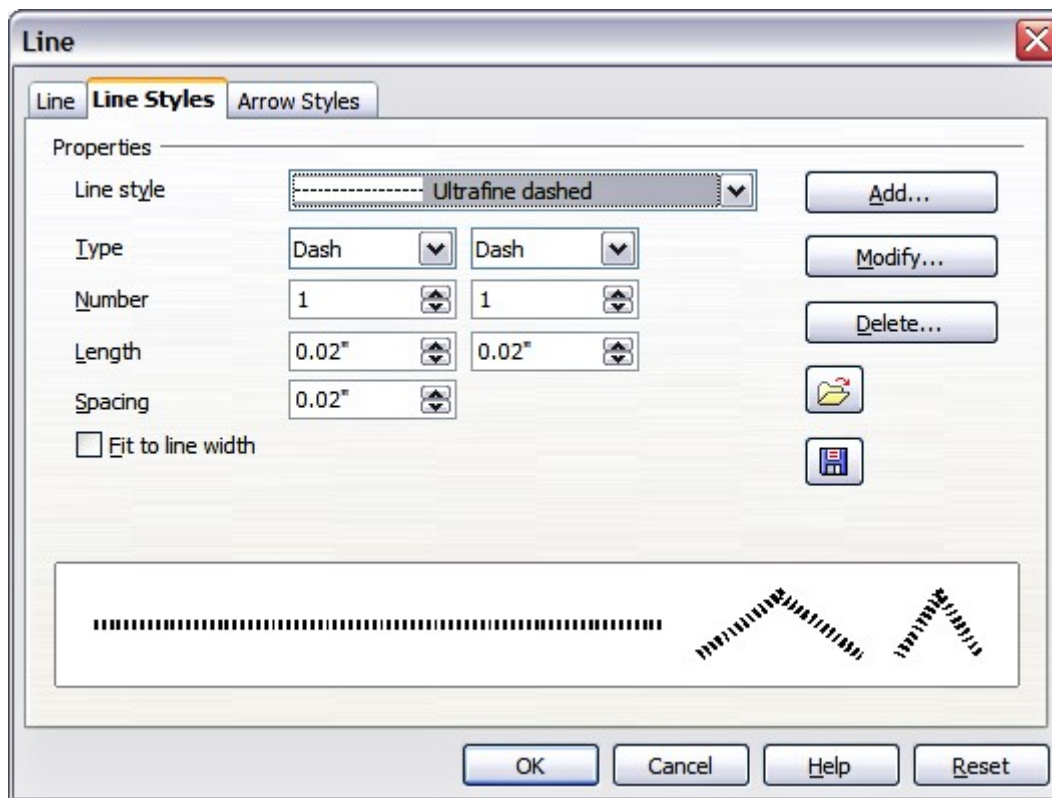 Line
Line Line Styles Arrow Styles
Properties
Line style Ultrafine dashed Add...
Type Dash Dash Modify...
Number 1 1
Delete...
Length 0.02" 0.02"
Spacing 0.02"
Fit to line width
OK Cancel Help Reset